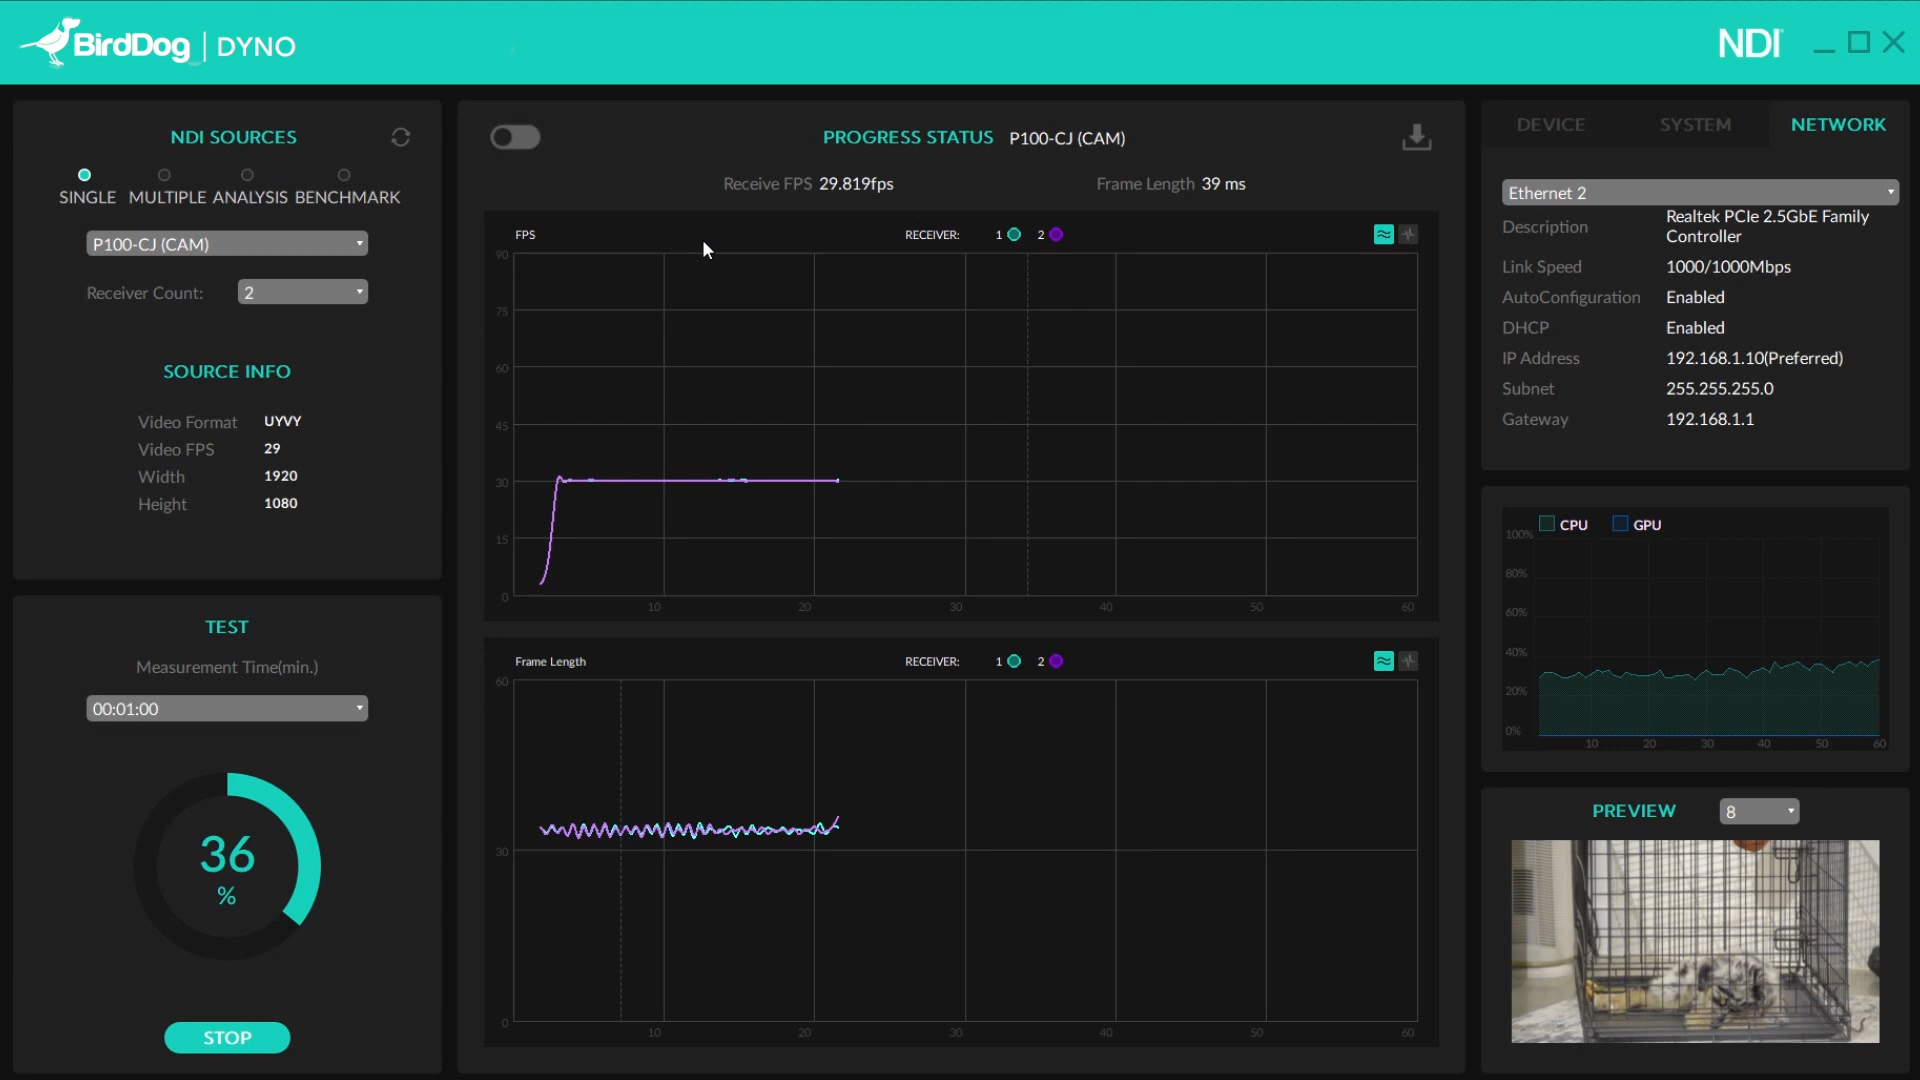 BirdDog | DYNO
NDI
NDI SOURCES
SINGLE MULTIPLE ANALYSIS BENCHMARK
P100-CJ (CAM)
Receiver Count: 2
SOURCE INFO
Video Format UYVY
Video FPS 29
Width 1920
Height 1080
TEST
Measurement Time(min.)
00:01:00
36
%
STOP
PROGRESS STATUS P100-CJ (CAM)
Receive FPS 29.819fps Frame Length 39 ms
FPS RECEIVER: 1 2
90
75
60
45
30
15
0
10 20 30 40 50 60
Frame Length RECEIVER: 1 2
60
30
0
10 20 30 40 50 60
DEVICE SYSTEM NETWORK
Ethernet 2
Description Realtek PCIe 2.5GbE Family
Controller
Link Speed 1000/1000Mbps
AutoConfiguration Enabled
DHCP Enabled
IP Address 192.168.1.10(Preferred)
Subnet 255.255.255.0
Gateway 192.168.1.1
CPU GPU
100%
80%
60%
40%
20%
0%
10 20 30 40 50 60
PREVIEW 8